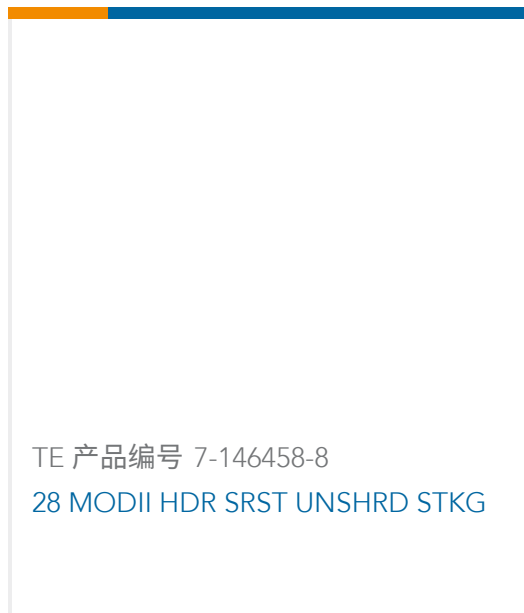 TE 产品编号 7-146458-8
28 MODII HDR SRST UNSHRD STKG